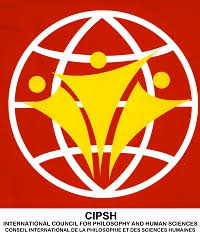 CIPSH
INTERNATIONAL COUNCIL FOR PHILOSOPHY AND HUMAN SCIENCES
CONSEIL INTERNATIONAL DE LA PHILOSOPHIE ET DES SCIENCES HUMAINES